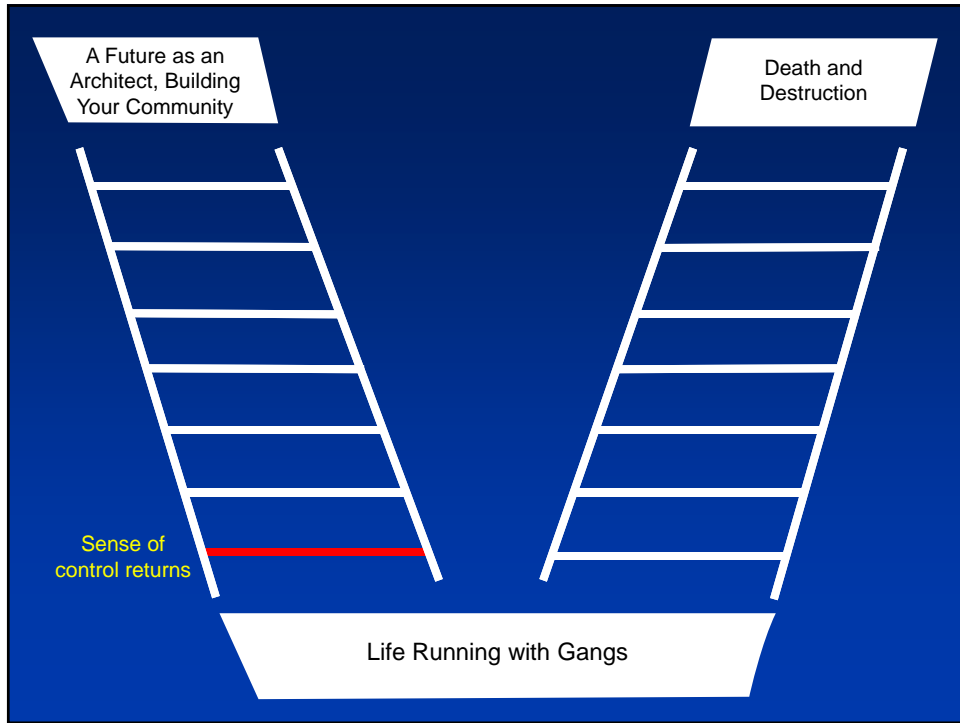 A Future as an
Architect, Building
Your Community
Death and
Destruction
Sense of
control returns
Life Running with Gangs